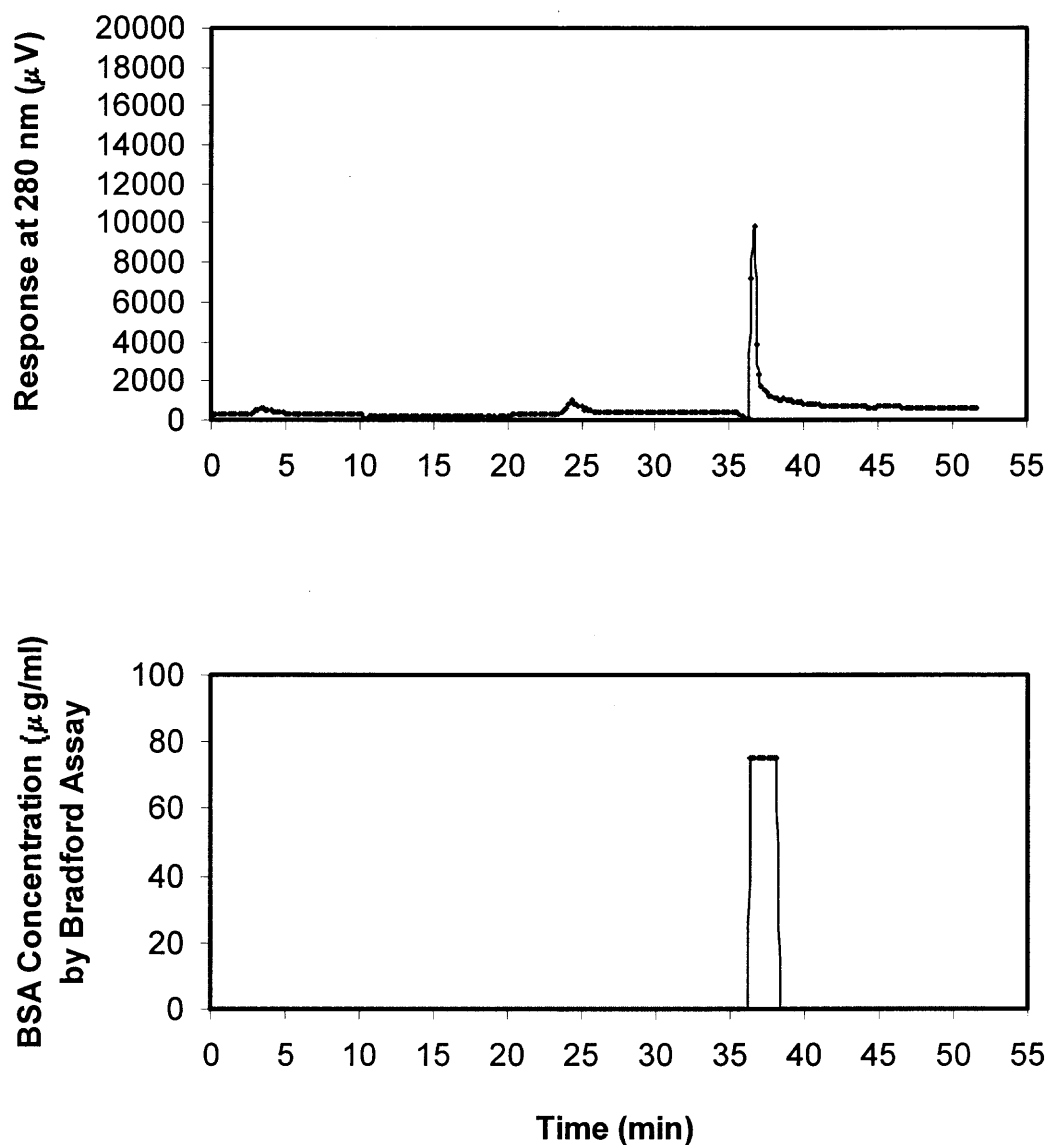 Response at 280 nm (μV)
20000
18000
16000
14000
12000
10000
8000
6000
4000
2000
0
0 5 10 15 20 25 30 35 40 45 50 55
BSA Concentration (μg/ml)
by Bradford Assay
100
80
60
40
20
0
0 5 10 15 20 25 30 35 40 45 50 55
Time (min)